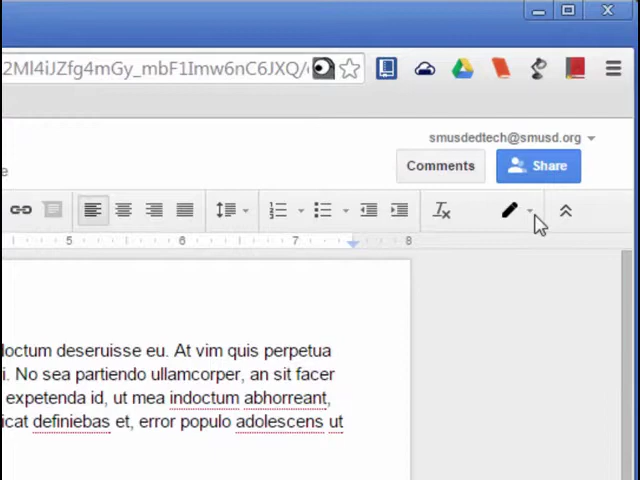 2Ml4iJZfg4mGy_mbF1Imw6nC6JXQ/
smusdedtech@smusd.org
e
Comments
Share
5 6 7 8
loctum deseruisse eu. At vim quis perpetua
i. No sea partiendo ullamcorper, an sit facer
expetenda id, ut mea indoctum abhorreant,
icat definiebas et, error populo adolescens ut